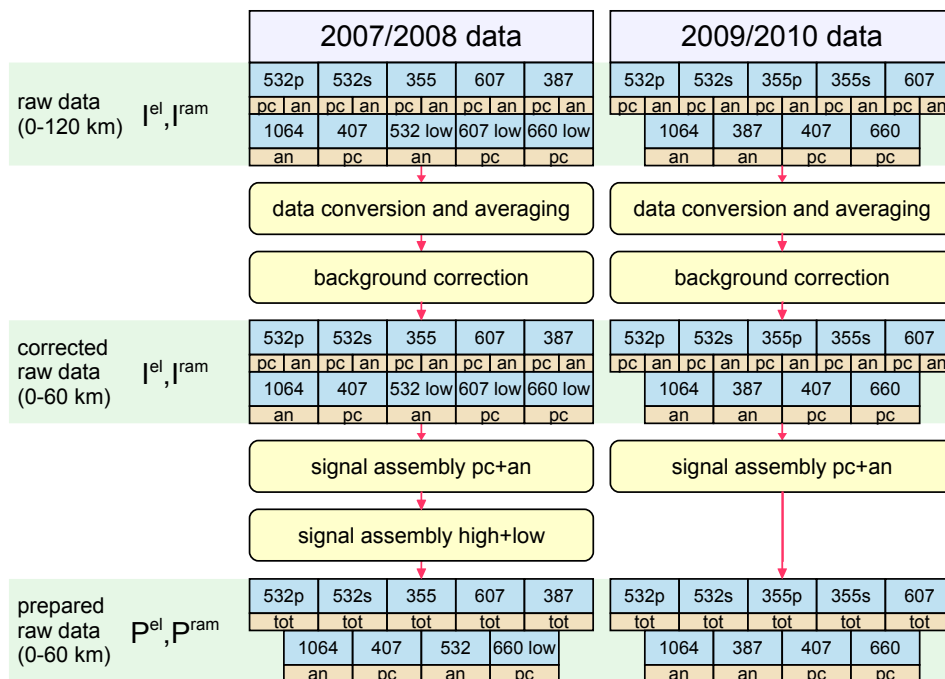 2007/2008 data 2009/2010 data
raw data
(0-120 km)
I^el,I^ram
532p 532s 355 607 387
pc an pc an pc an pc an pc an
1064 407 532 low 607 low 660 low
an pc an pc pc
532p 532s 355p 355s 607
pc an pc an pc an pc an pc an
1064 387 407 660
an an pc pc
data conversion and averaging data conversion and averaging
background correction background correction
corrected
raw data
(0-60 km)
I^el,I^ram
532p 532s 355 607 387
pc an pc an pc an pc an pc an
1064 407 532 low 607 low 660 low
an pc an pc pc
532p 532s 355p 355s 607
pc an pc an pc an pc an pc an
1064 387 407 660
an an pc pc
signal assembly pc+an signal assembly pc+an
signal assembly high+low
prepared
raw data
(0-60 km)
P^el,P^ram
532p 532s 355 607 387
tot tot tot tot tot
1064 407 532 660 low
an pc an pc
532p 532s 355p 355s 607
tot tot tot tot tot
1064 387 407 660
an an pc pc